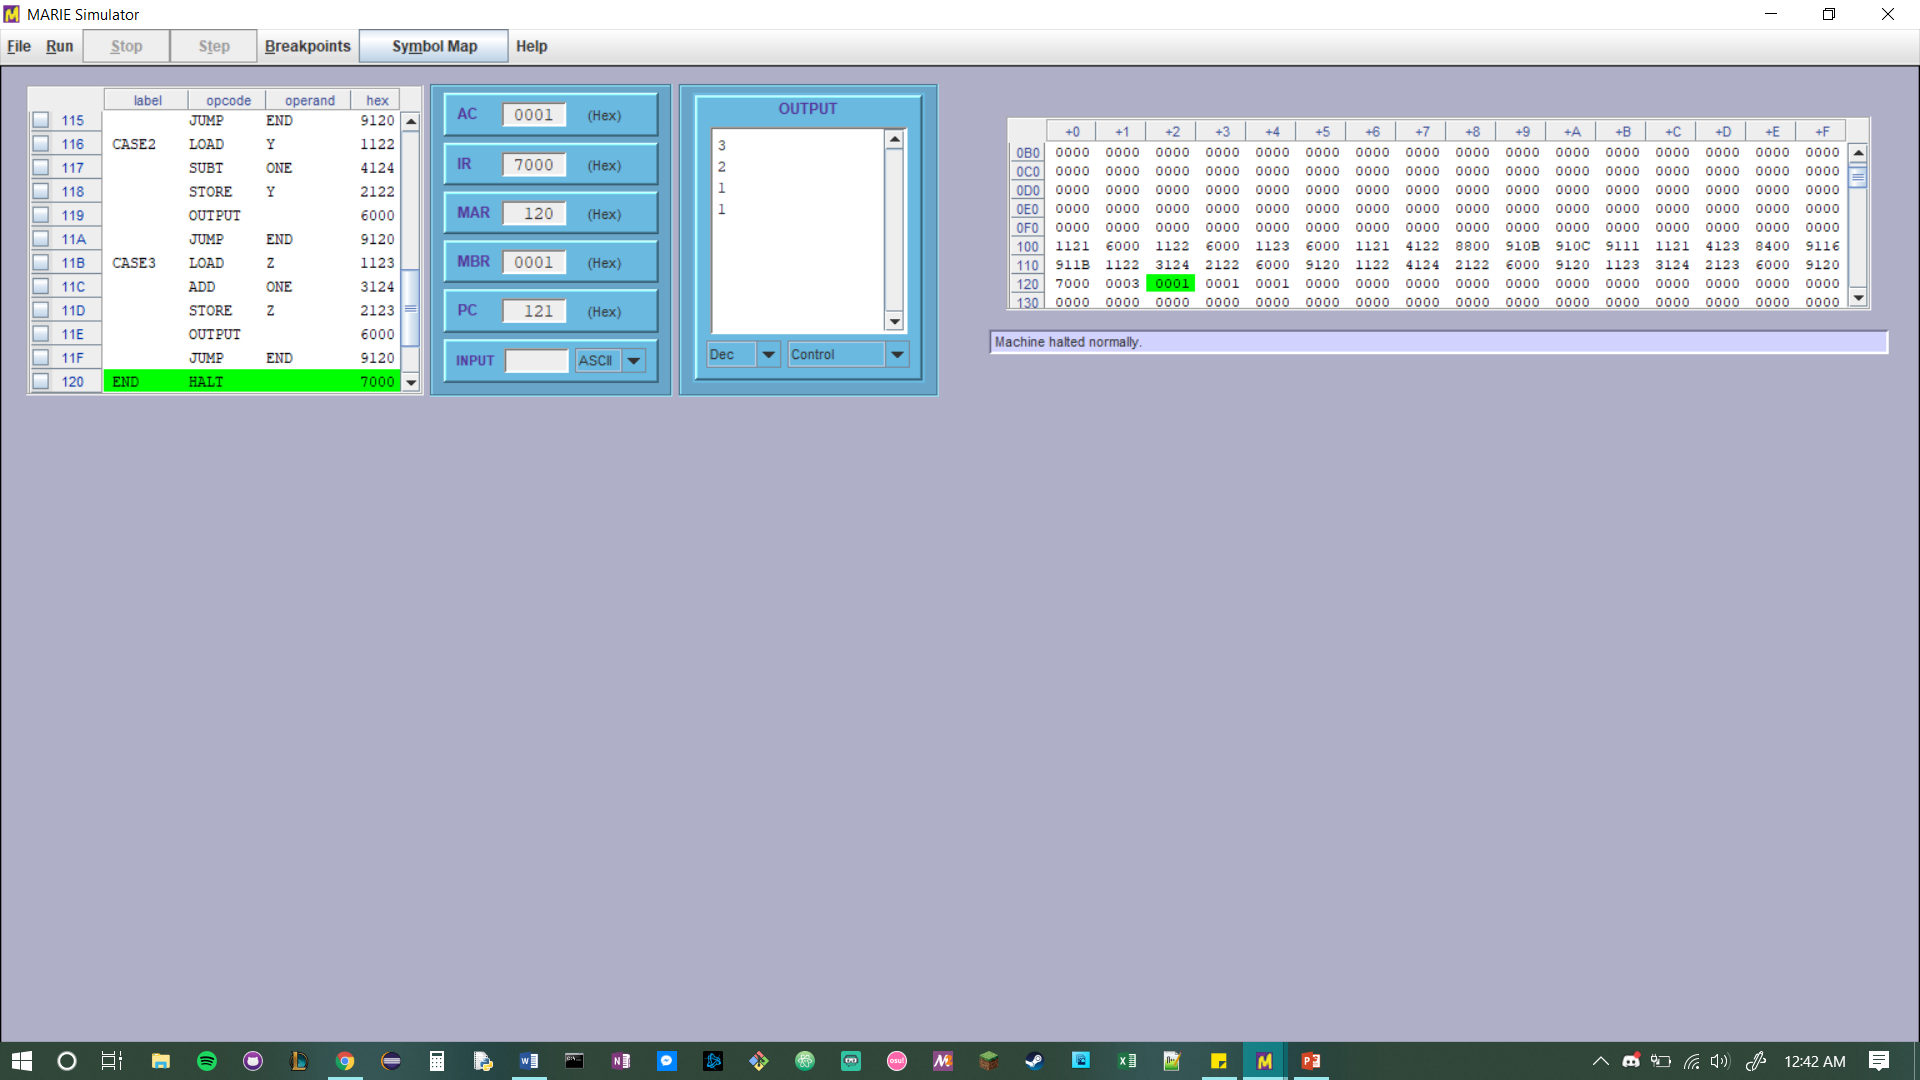 MARIE Simulator
File Run Stop Step Breakpoints Symbol Map Help
label opcode operand hex
115 JUMP END 9120
116 CASE2 LOAD Y 1122
117 SUBT ONE 4124
118 STORE Y 2122
119 OUTPUT 6000
11A JUMP END 9120
11B CASE3 LOAD Z 1123
11C ADD ONE 3124
11D STORE Z 2123
11E OUTPUT 6000
11F JUMP END 9120
120 END HALT 7000
AC 0001 (Hex)
IR 7000 (Hex)
MAR 120 (Hex)
MBR 0001 (Hex)
PC 121 (Hex)
INPUT ASCII
OUTPUT
3
2
1
1
Dec Control
+0 +1 +2 +3 +4 +5 +6 +7 +8 +9 +A +B +C +D +E +F
0B0 0000 0000 0000 0000 0000 0000 0000 0000 0000 0000 0000 0000 0000 0000 0000 0000
0C0 0000 0000 0000 0000 0000 0000 0000 0000 0000 0000 0000 0000 0000 0000 0000 0000
0D0 0000 0000 0000 0000 0000 0000 0000 0000 0000 0000 0000 0000 0000 0000 0000 0000
0E0 0000 0000 0000 0000 0000 0000 0000 0000 0000 0000 0000 0000 0000 0000 0000 0000
0F0 0000 0000 0000 0000 0000 0000 0000 0000 0000 0000 0000 0000 0000 0000 0000 0000
100 1121 6000 1122 6000 1123 6000 1121 4122 8800 910B 910C 9111 1121 4123 8400 9116
110 911B 1122 3124 2122 6000 9120 1122 4124 2122 6000 9120 1123 3124 2123 6000 9120
120 7000 0003 0001 0001 0001 0000 0000 0000 0000 0000 0000 0000 0000 0000 0000 0000
130 0000 0000 0000 0000 0000 0000 0000 0000 0000 0000 0000 0000 0000 0000 0000 0000
Machine halted normally.
12:42 AM